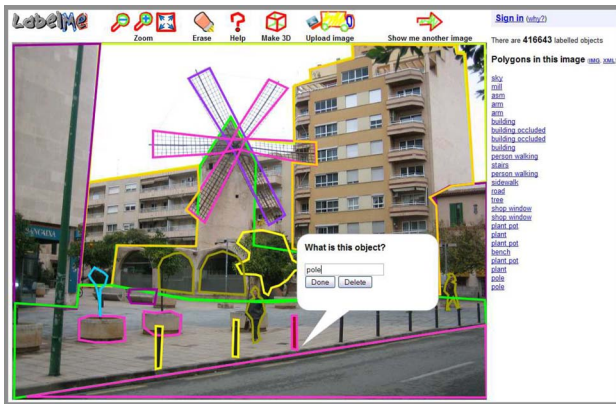 LabelMe
Zoom
Erase
Help
Make 3D
Upload image
Show me another image
Sign in (why?)
There are 416643 labelled objects
Polygons in this image (IMG, XML)
sky
mill
asm
arm
arm
building
building occluded
building occluded
building
person walking
stairs
person walking
sidewalk
road
tree
shop window
shop window
plant pot
plant
plant pot
bench
plant pot
plant
pole
pole
What is this object?
pole
Done
Delete
SANCAIXA